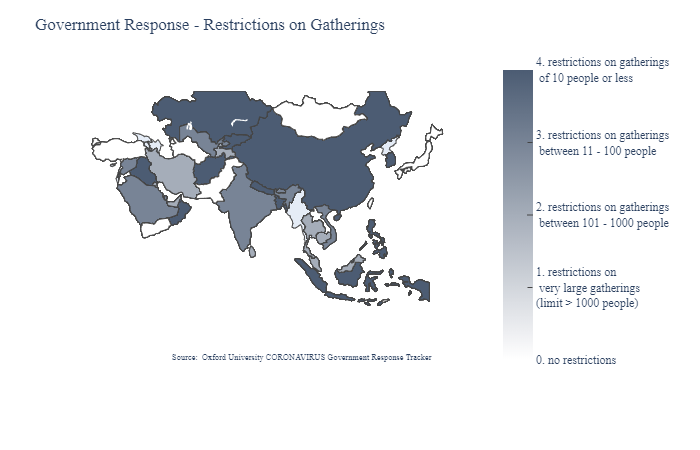 Government Response - Restrictions on Gatherings
4. restrictions on gatherings
of 10 people or less
3. restrictions on gatherings
between 11 - 100 people
2. restrictions on gatherings
between 101 - 1000 people
1. restrictions on
very large gatherings
(limit > 1000 people)
0. no restrictions
Source: Oxford University CORONAVIRUS Government Response Tracker